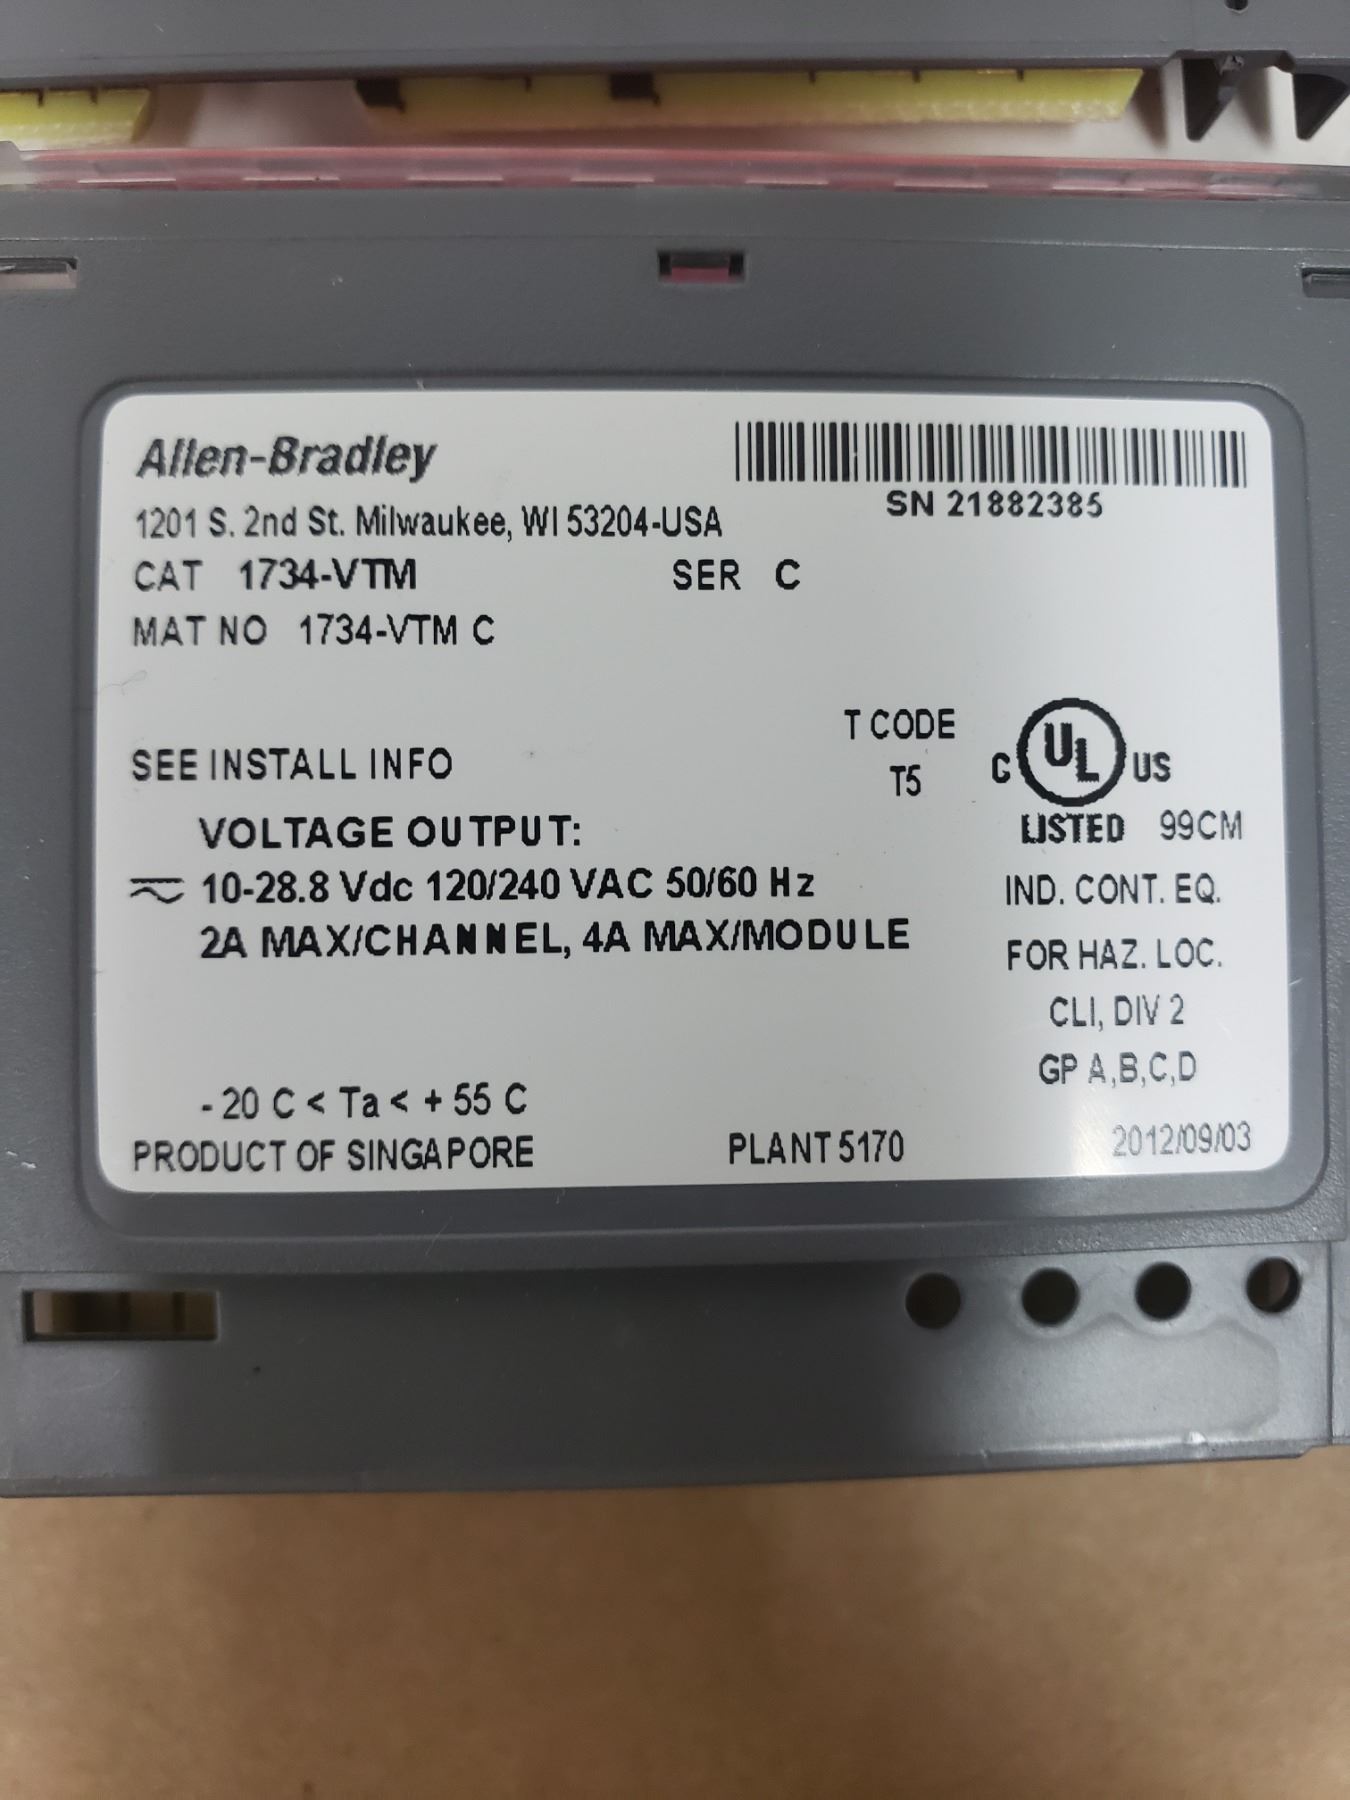 Allen-Bradley
SN 21882385
1201 S. 2nd St. Milwaukee, WI 53204-USA
CAT 1734-VTM SER C
MAT NO 1734-VTM C
T CODE
T5
SEE INSTALL INFO
C UL US
LISTED 99CM
VOLTAGE OUTPUT:
10-28.8 Vdc 120/240 VAC 50/60 Hz
2A MAX/CHANNEL, 4A MAX/MODULE
IND. CONT. EQ.
FOR HAZ. LOC.
CLI, DIV 2
GP A,B,C,D
- 20 C < Ta < + 55 C
PRODUCT OF SINGAPORE PLANT 5170 2012/09/03